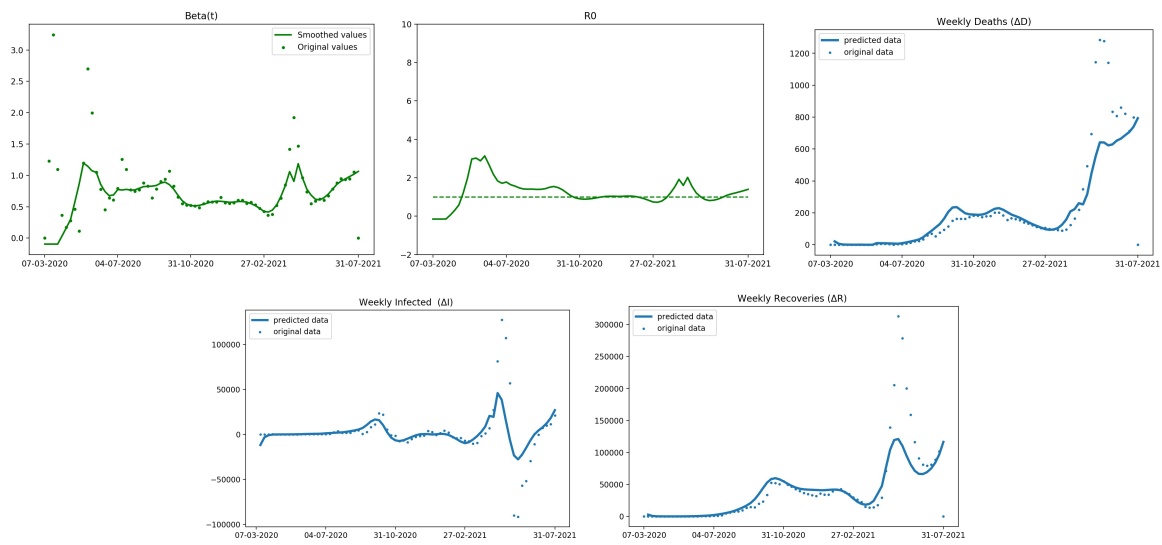 Beta(t)
Smoothed values
Original values
3.0
2.5
2.0
1.5
1.0
0.5
0.0
07-03-2020 04-07-2020 31-10-2020 27-02-2021 31-07-2021
R0
10
8
6
4
2
0
−2
07-03-2020 04-07-2020 31-10-2020 27-02-2021 31-07-2021
Weekly Deaths (ΔD)
predicted data
original data
1200
1000
800
600
400
200
0
07-03-2020 04-07-2020 31-10-2020 27-02-2021 31-07-2021
Weekly Infected (ΔI)
predicted data
original data
100000
50000
0
−50000
−100000
07-03-2020 04-07-2020 31-10-2020 27-02-2021 31-07-2021
Weekly Recoveries (ΔR)
predicted data
original data
300000
250000
200000
150000
100000
50000
0
07-03-2020 04-07-2020 31-10-2020 27-02-2021 31-07-2021